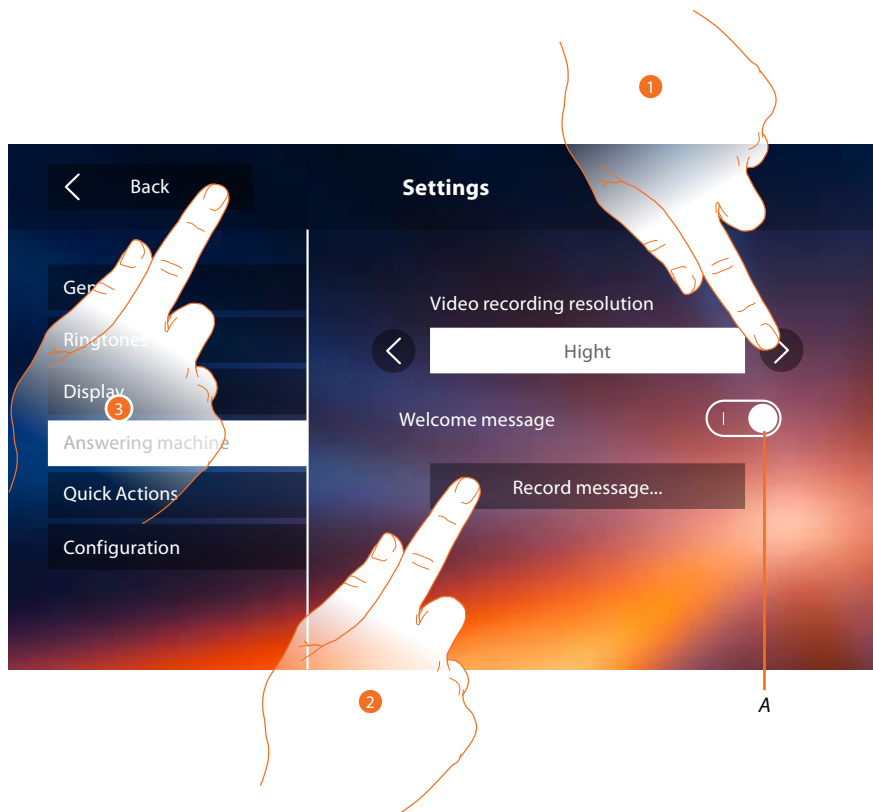 1
Back
Settings
Gen
Ringtones
Video recording resolution
Hight
Display
3
Answering machine
Welcome message
Quick Actions
Record message...
Configuration
2
A